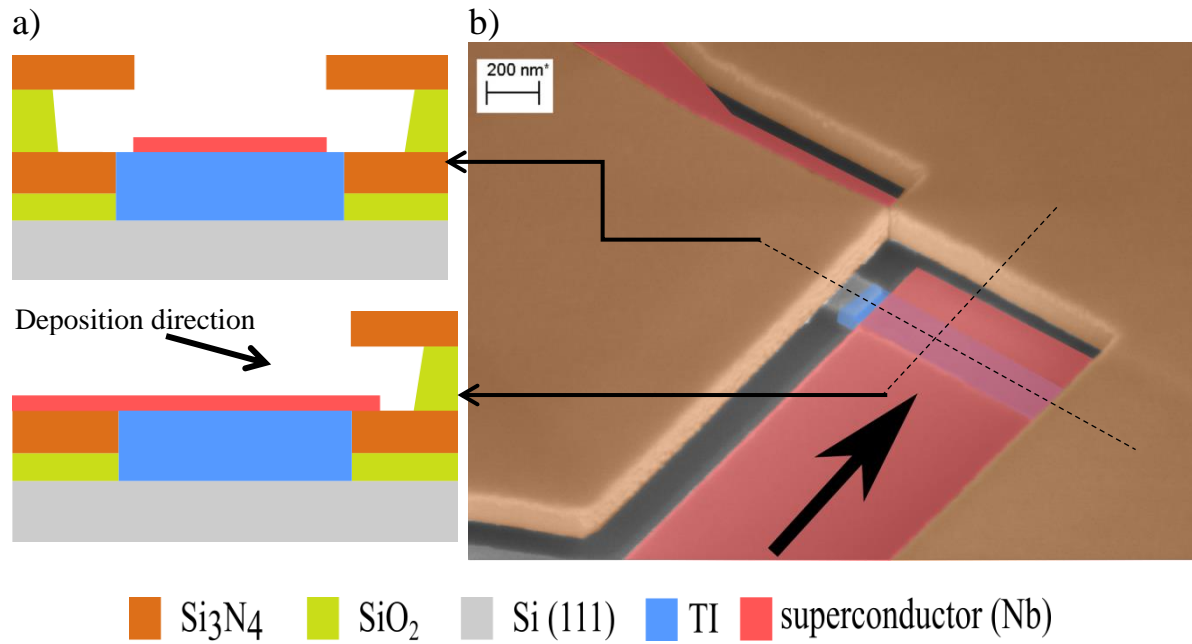 a)
b)
200 nm*
Deposition direction
Si3N4
SiO2
Si (111)
TI
superconductor (Nb)